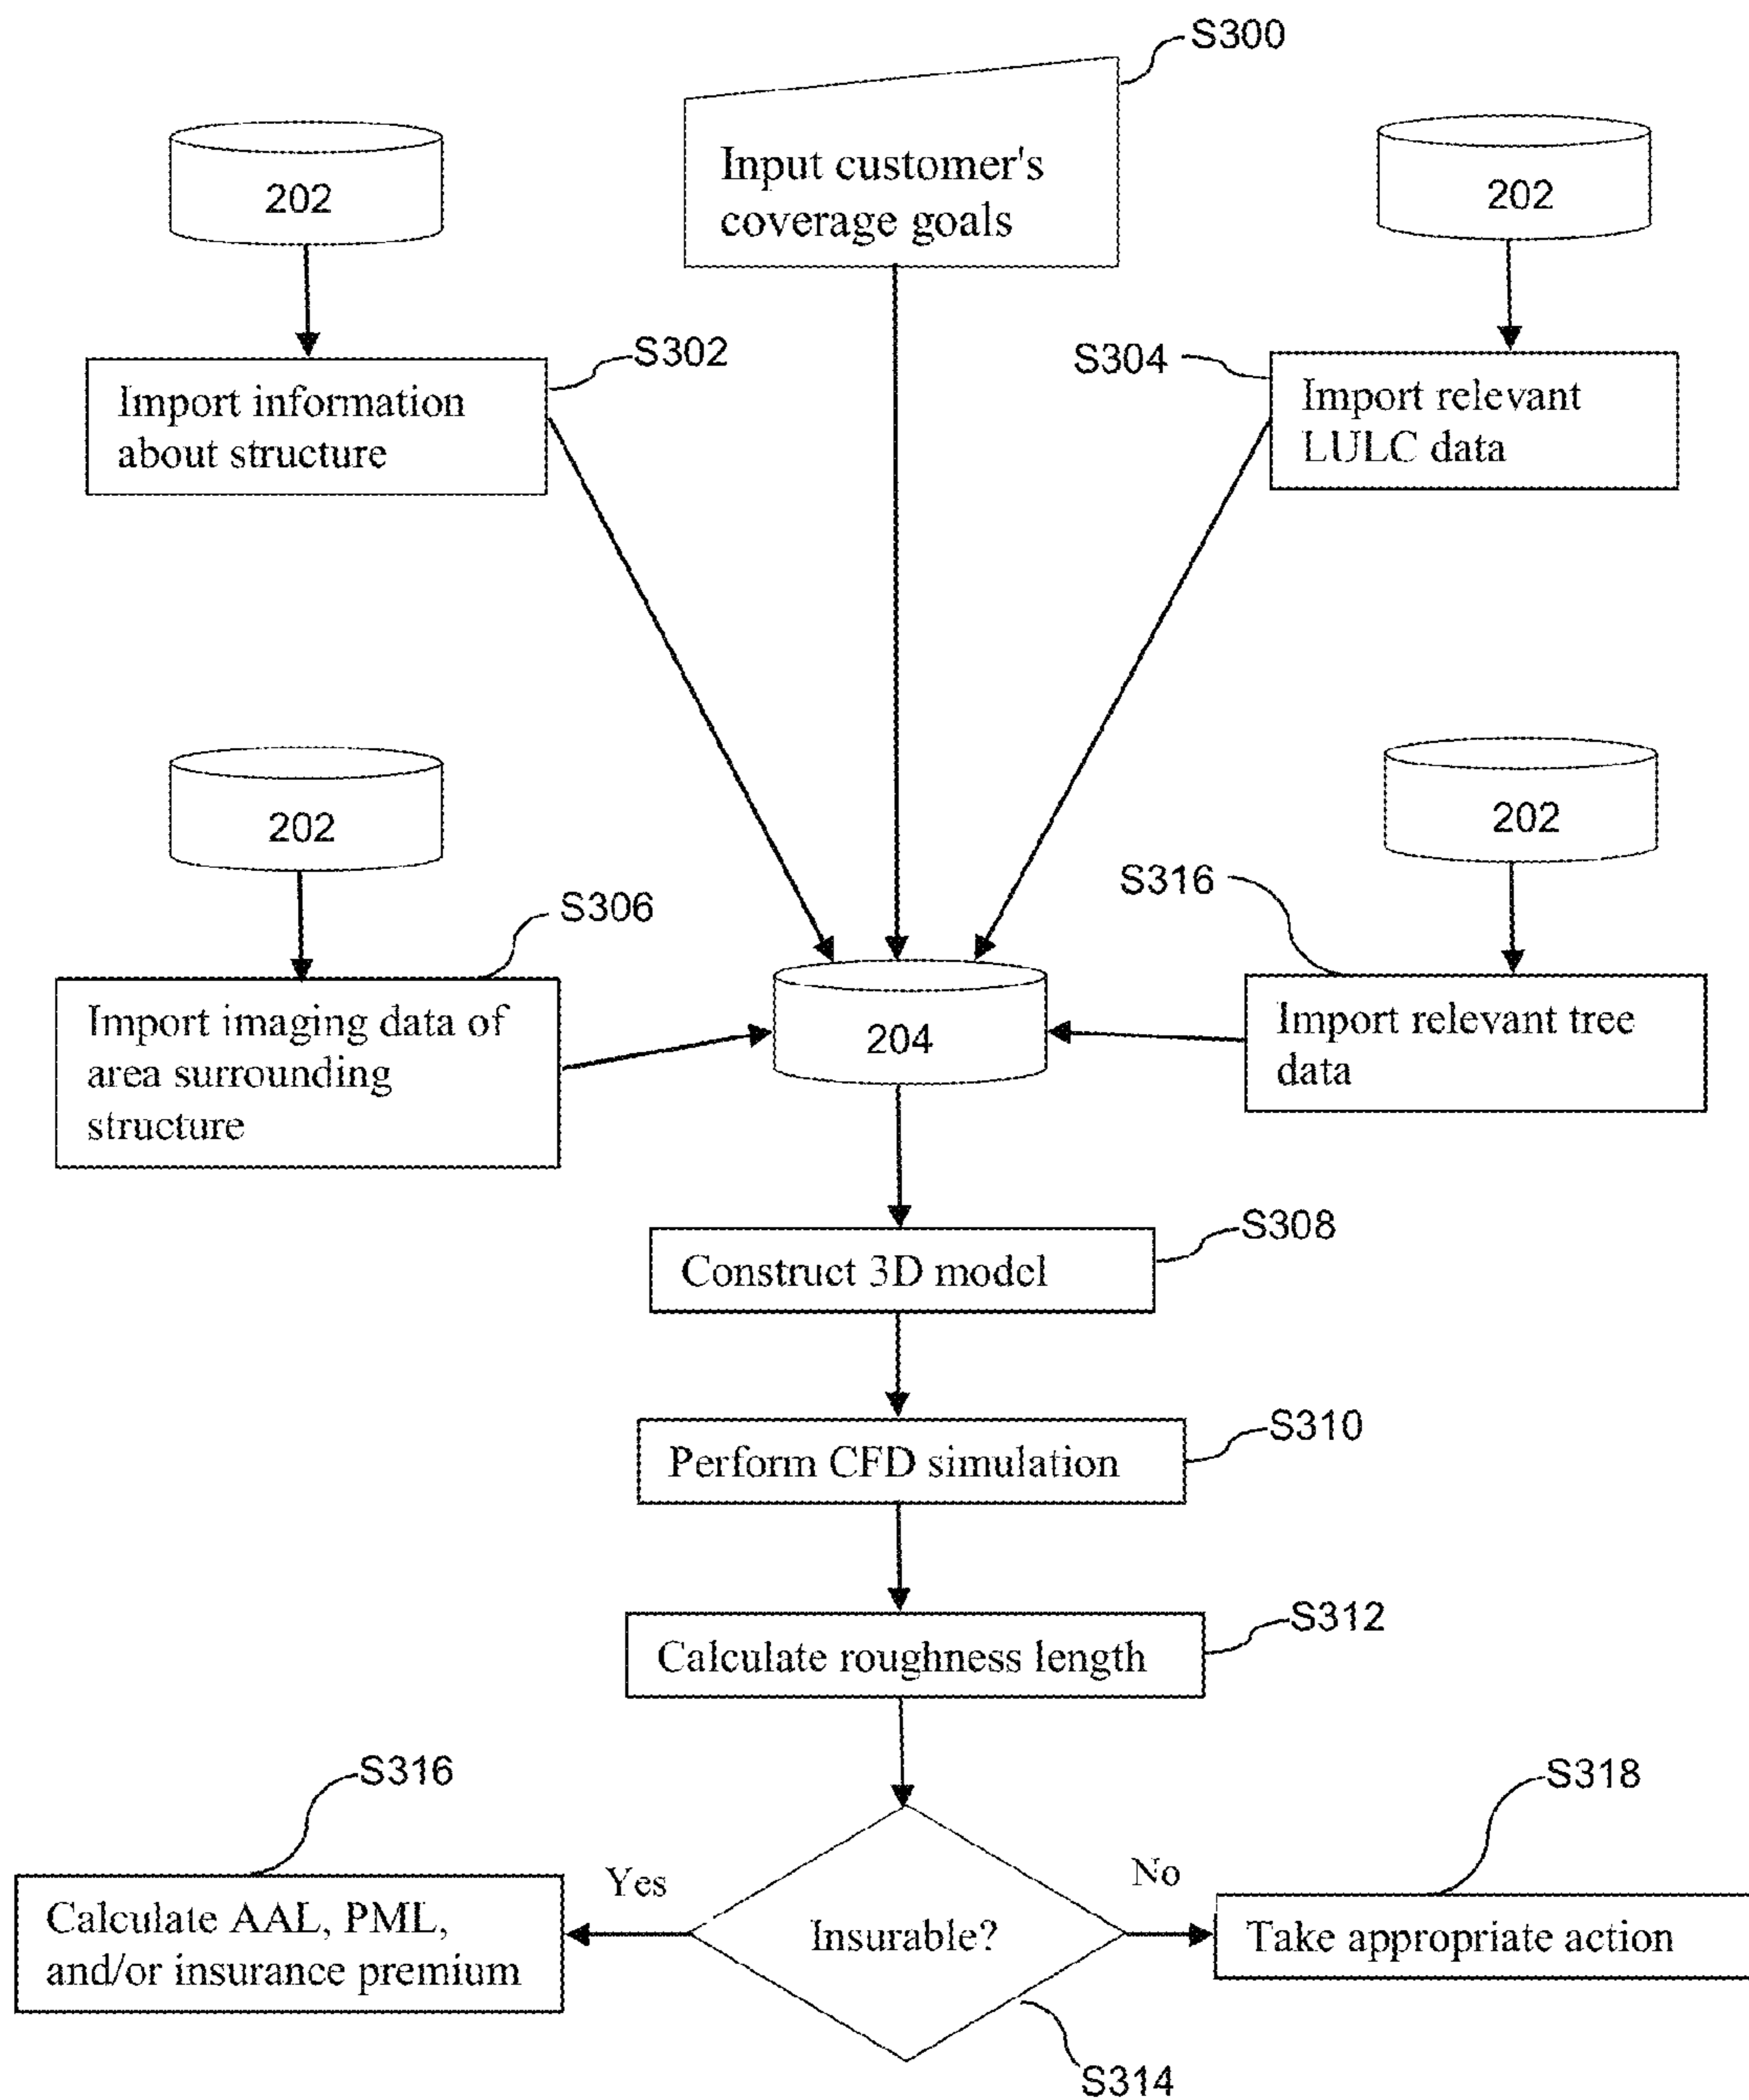 S300
202
Input customer's
coverage goals
202
S302
S304
Import information
about structure
Import relevant
LULC data
202
202
S306
S316
Import imaging data of
area surrounding
structure
204
Import relevant tree
data
S308
Construct 3D model
S310
Perform CFD simulation
S312
Calculate roughness length
S316
S318
Yes
No
Calculate AAL, PML,
and/or insurance premium
Insurable?
Take appropriate action
S314